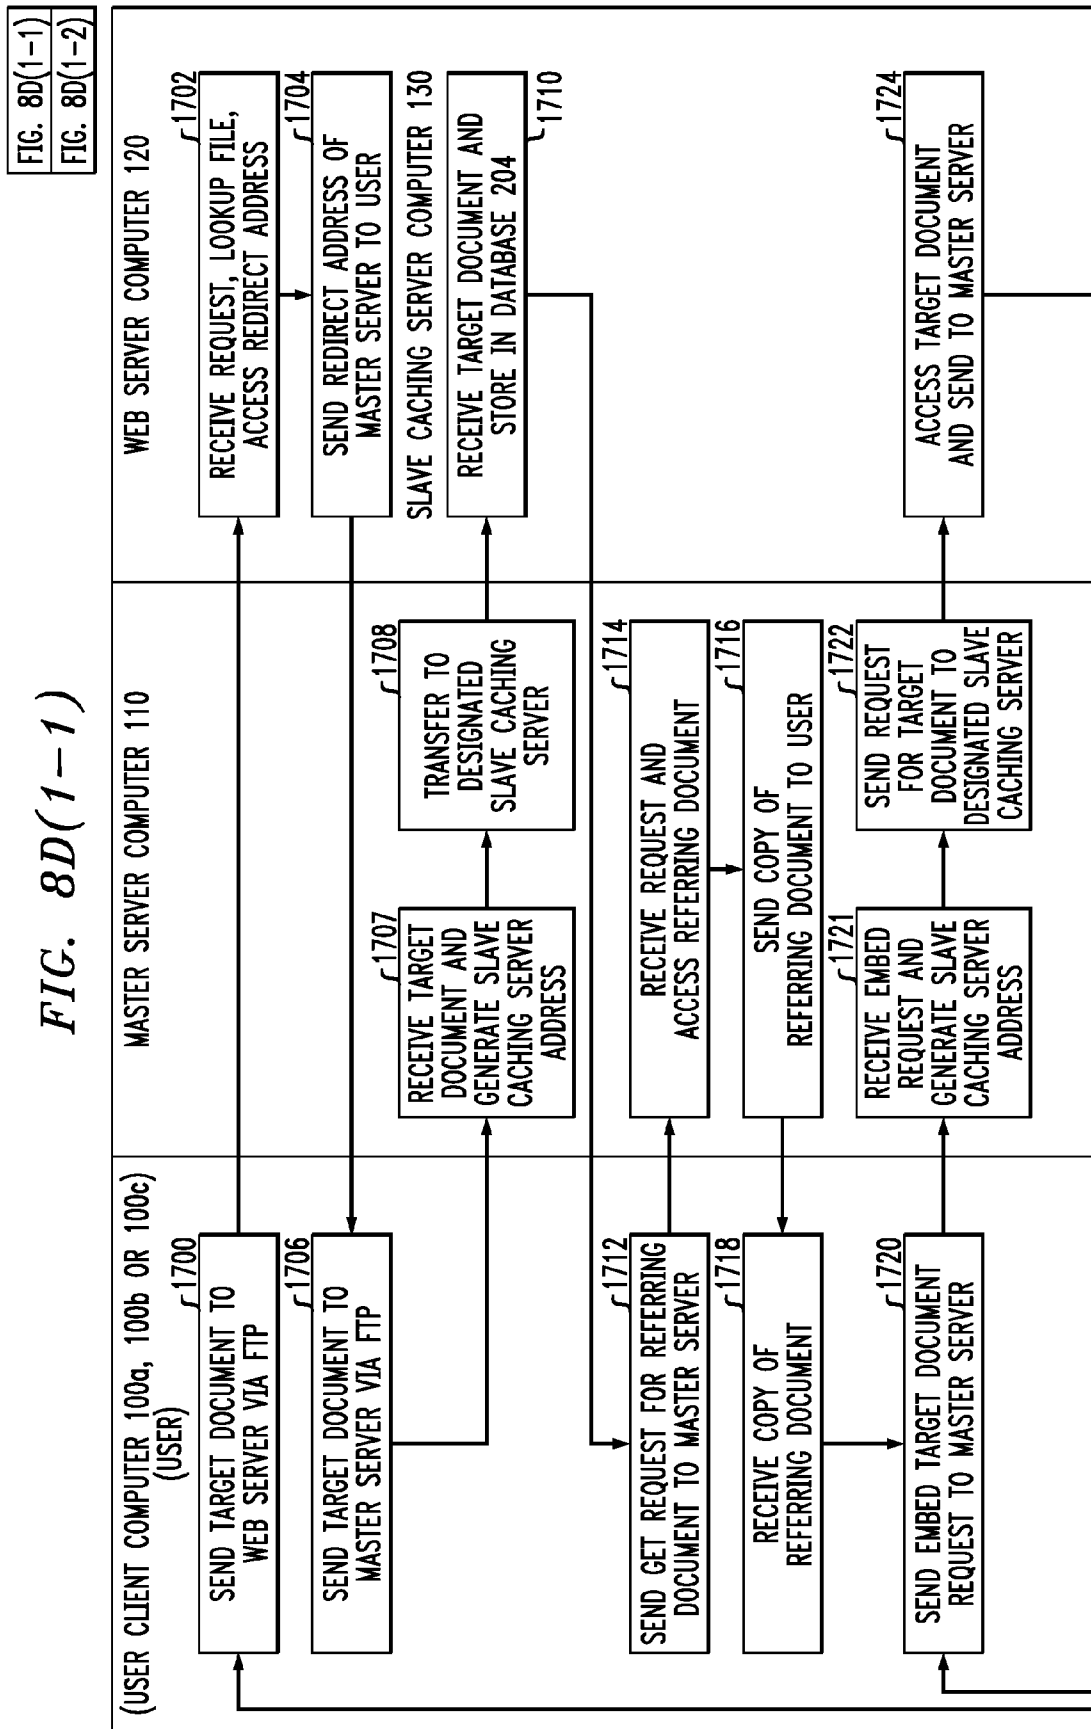 FIG. 8D(1-1)
FIG. 8D(1-1)
FIG. 8D(1-2)
(USER CLIENT COMPUTER 100a, 100b OR 100c)
(USER)
MASTER SERVER COMPUTER 110
WEB SERVER COMPUTER 120
1700
SEND TARGET DOCUMENT TO
WEB SERVER VIA FTP
1702
RECEIVE REQUEST, LOOKUP FILE,
ACCESS REDIRECT ADDRESS
1704
SEND REDIRECT ADDRESS OF
MASTER SERVER TO USER
1706
SEND TARGET DOCUMENT TO
MASTER SERVER VIA FTP
1707
RECEIVE TARGET
DOCUMENT AND
GENERATE SLAVE
CACHING SERVER
ADDRESS
1708
TRANSFER TO
DESIGNATED
SLAVE CACHING
SERVER
SLAVE CACHING SERVER COMPUTER 130
RECEIVE TARGET DOCUMENT AND
STORE IN DATABASE 204
1710
1712
SEND GET REQUEST FOR REFERRING
DOCUMENT TO MASTER SERVER
1714
RECEIVE REQUEST AND
ACCESS REFERRING DOCUMENT
1716
SEND COPY OF
REFERRING DOCUMENT TO USER
1718
RECEIVE COPY OF
REFERRING DOCUMENT
1720
SEND EMBED TARGET DOCUMENT
REQUEST TO MASTER SERVER
1721
RECEIVE EMBED
REQUEST AND
GENERATE SLAVE
CACHING SERVER
ADDRESS
1722
SEND REQUEST
FOR TARGET
DOCUMENT TO
DESIGNATED SLAVE
CACHING SERVER
1724
ACCESS TARGET DOCUMENT
AND SEND TO MASTER SERVER